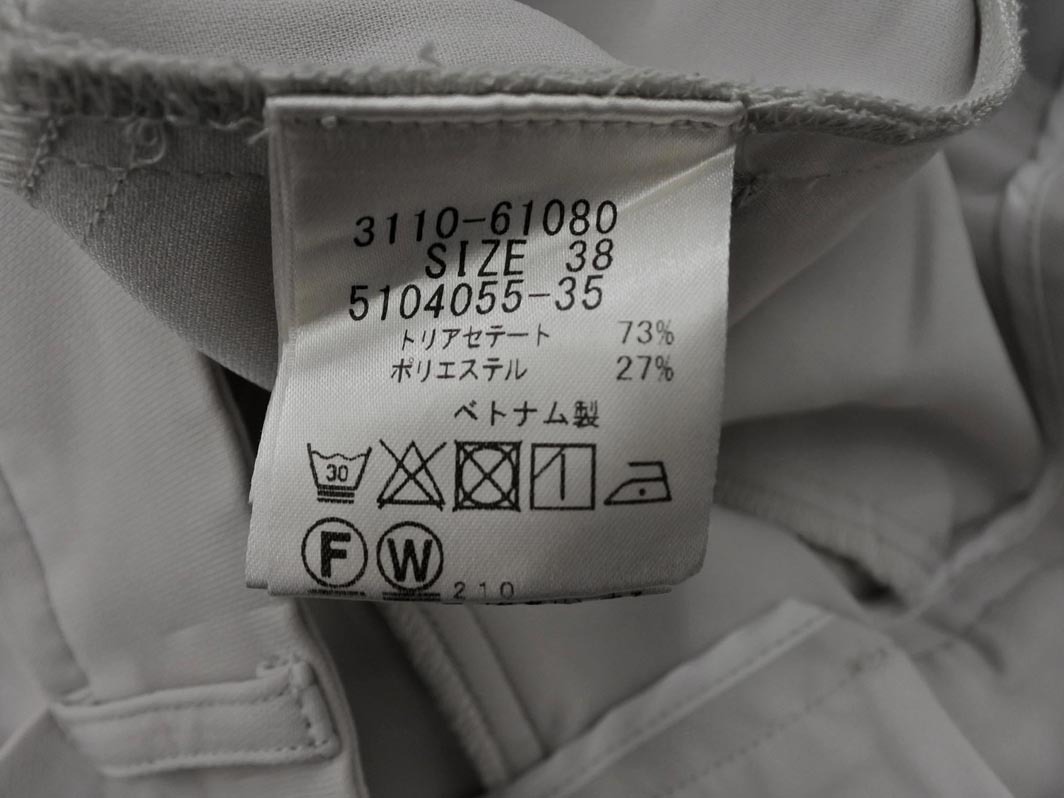 3110-61080
SIZE 38
5104055-35
トリアセテート 73%
ポリエステル 27%
ベトナム製
30
F W 210